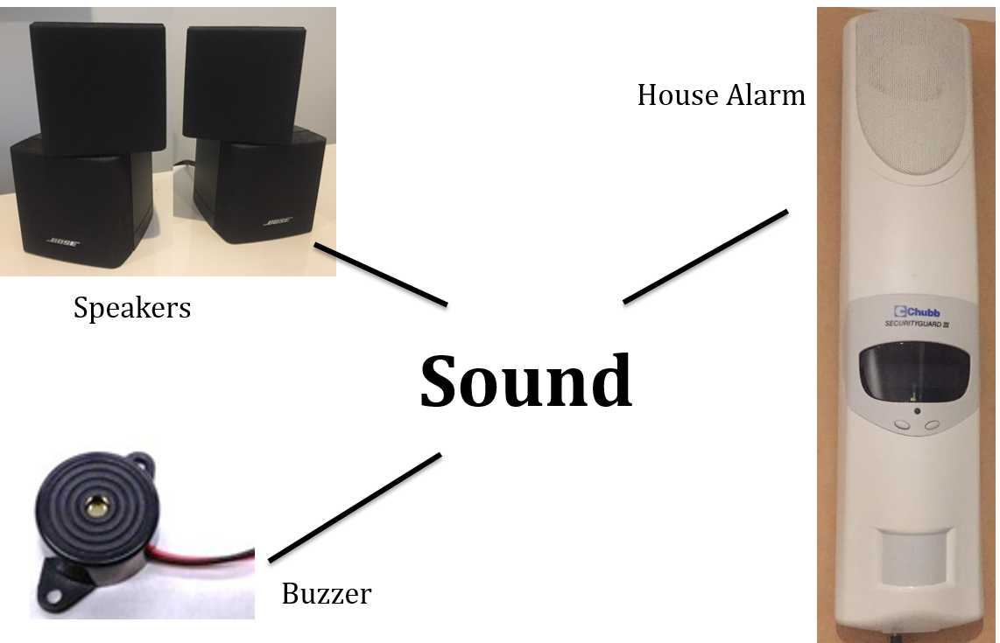 BOSE
BOSE
House Alarm
Speakers
Chubb
SECURITYGUARD III
Sound
Buzzer